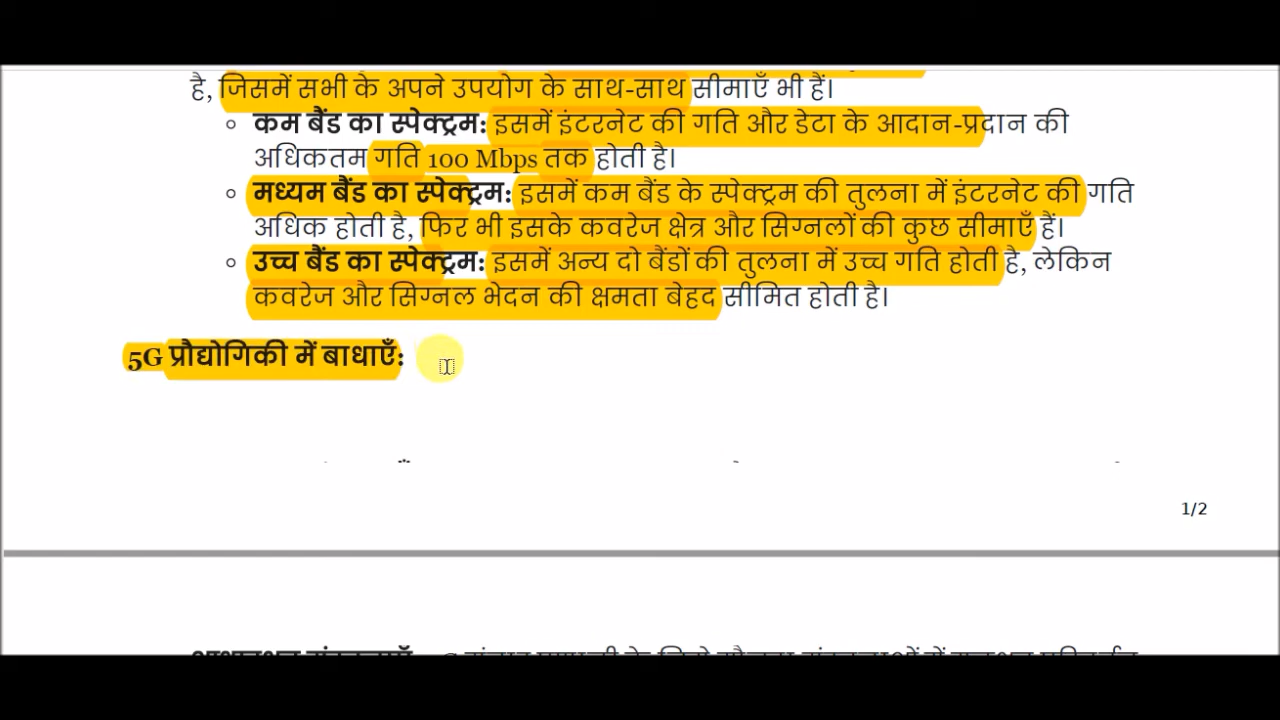 है, जिसमें सभी के अपने उपयोग के साथ-साथ सीमाएँ भी हैं।
कम बैंड का स्पेक्ट्रम: इसमें इंटरनेट की गति और डेटा के आदान-प्रदान की
अधिकतम गति 100 Mbps तक होती है।
मध्यम बैंड का स्पेक्ट्रम: इसमें कम बैंड के स्पेक्ट्रम की तुलना में इंटरनेट की गति
अधिक होती है, फिर भी इसके कवरेज क्षेत्र और सिग्नलों की कुछ सीमाएँ हैं।
उच्च बैंड का स्पेक्ट्रम: इसमें अन्य दो बैंडों की तुलना में उच्च गति होती है, लेकिन
कवरेज और सिग्नल भेदन की क्षमता बेहद सीमित होती है।
5G प्रौद्योगिकी में बाधाएँ:
1/2